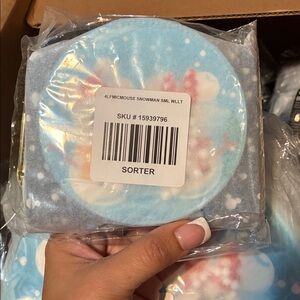 4LFMICMOUSE SNOWMAN SML WLLT
SKU # 15939796
SORTER